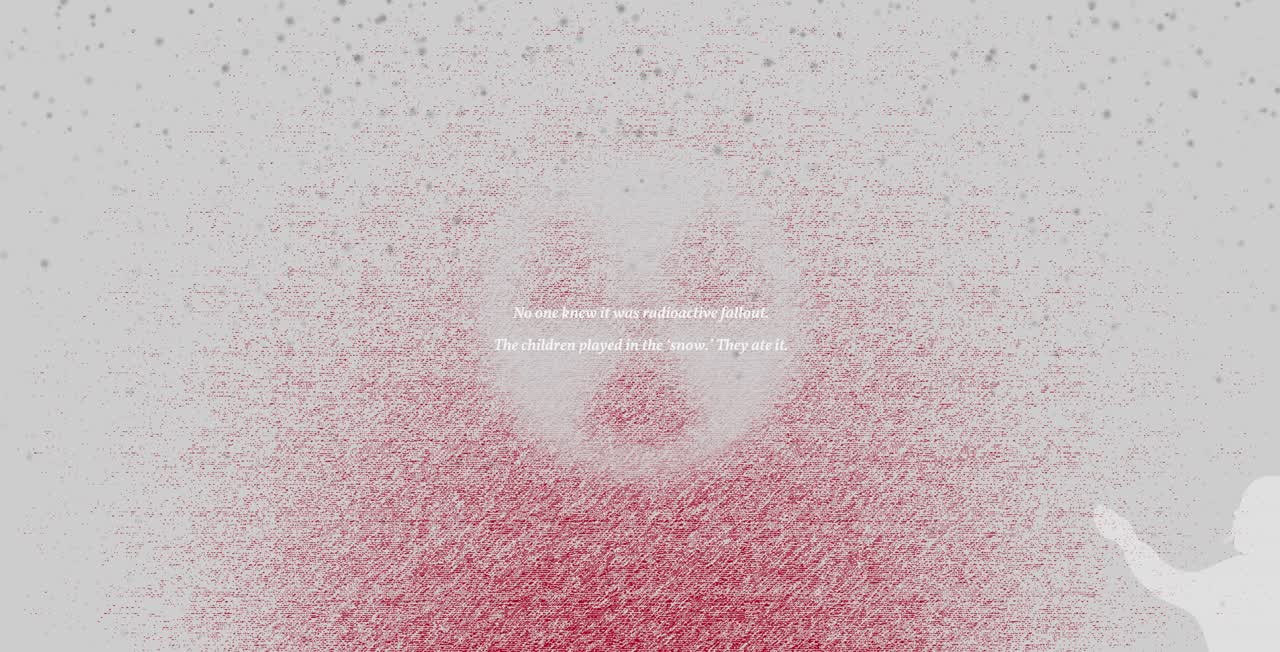 No one knew it was radioactive fallout.
The children played in the ‘snow.’ They ate it.